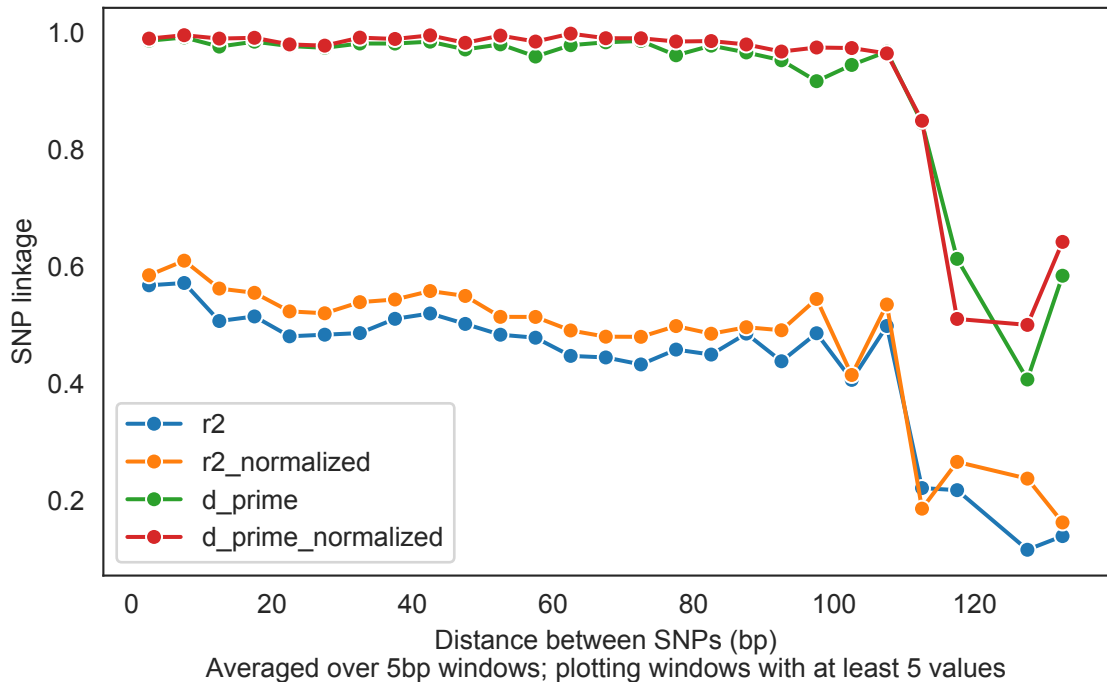 1.0
0.8
0.6
0.4
0.2
SNP linkage
r2
r2_normalized
d_prime
d_prime_normalized
0 20 40 60 80 100 120
Distance between SNPs (bp)
Averaged over 5bp windows; plotting windows with at least 5 values